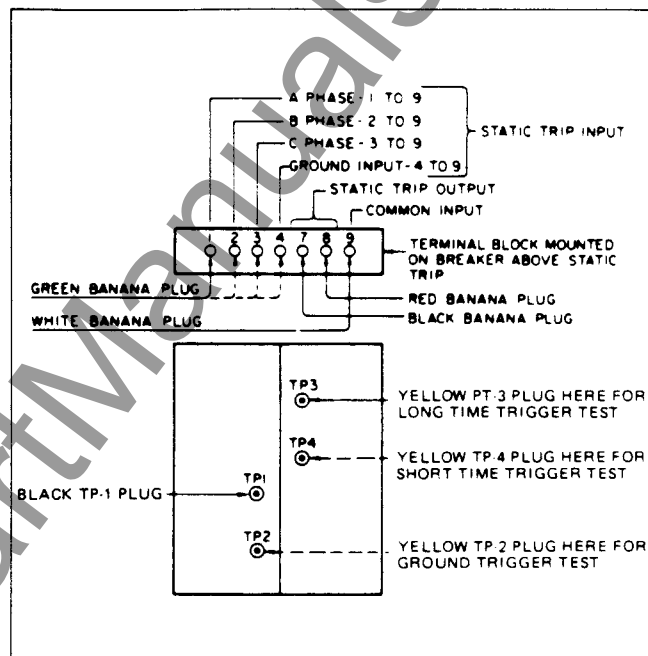 A PHASE - 1 TO 9
B PHASE - 2 TO 9
C PHASE - 3 TO 9
GROUND INPUT - 4 TO 9
STATIC TRIP INPUT
STATIC TRIP OUTPUT
COMMON INPUT
2 3 4 7 8 9
TERMINAL BLOCK MOUNTED
ON BREAKER ABOVE STATIC
TRIP
GREEN BANANA PLUG
RED BANANA PLUG
WHITE BANANA PLUG
BLACK BANANA PLUG
TP3
YELLOW PT-3 PLUG HERE FOR
LONG TIME TRIGGER TEST
TP4
YELLOW TP-4 PLUG HERE FOR
SHORT TIME TRIGGER TEST
BLACK TP-1 PLUG
TP1
TP2
YELLOW TP-2 PLUG HERE FOR
GROUND TRIGGER TEST